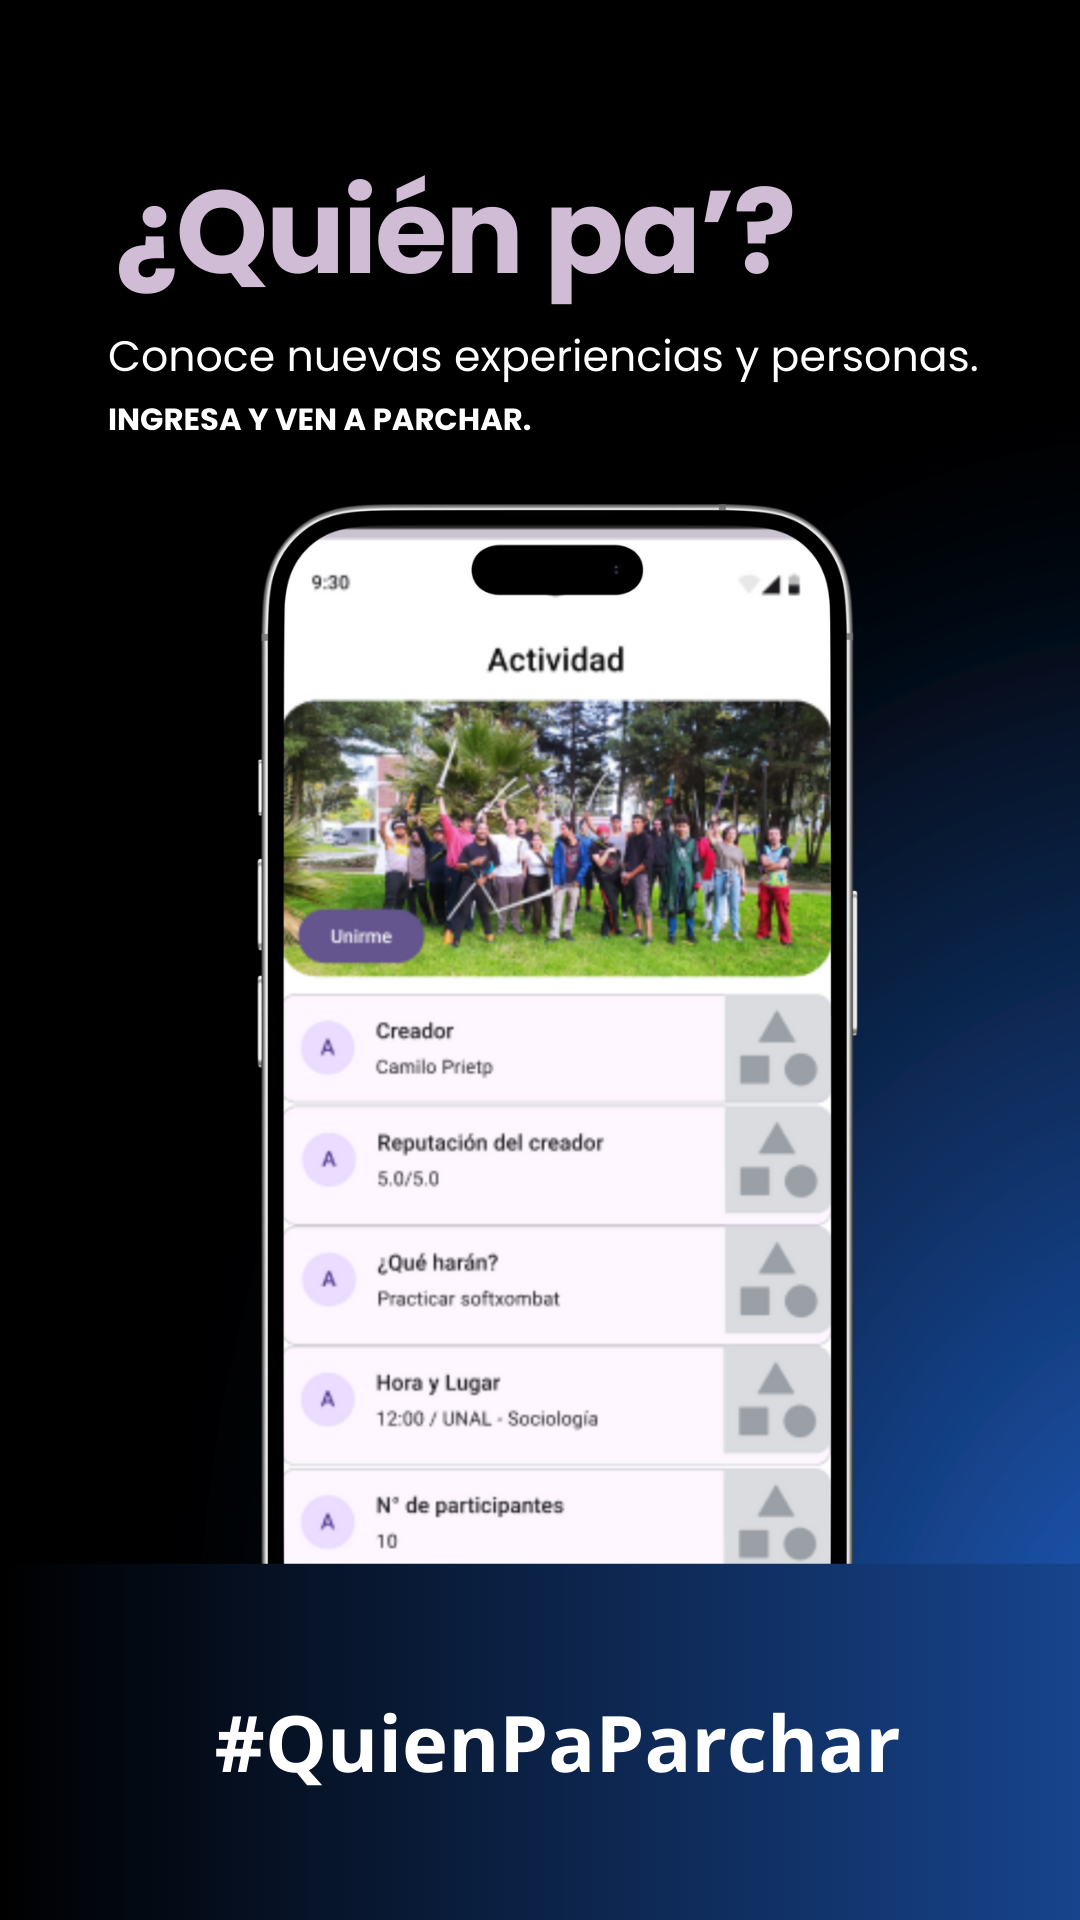 ¿Quién pa’?
Conoce nuevas experiencias y personas.
INGRESA Y VEN A PARCHAR.
9:30
Actividad
Unirme
A
Creador
Camilo Prietp
A
Reputación del creador
5.0/5.0
A
¿Qué harán?
Practicar softxombat
A
Hora y Lugar
12:00 / UNAL - Sociología
A
N° de participantes
10
#QuienPaParchar